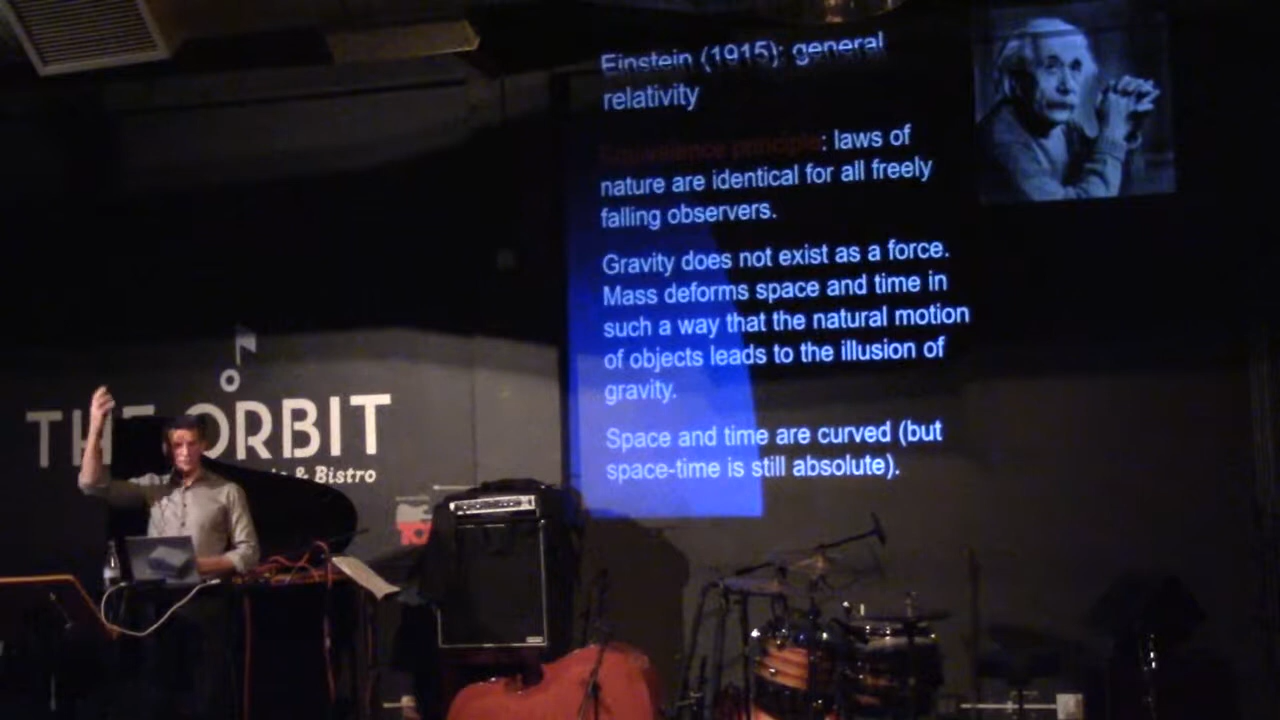 Einstein (1915): general
relativity
Equivalence principle: laws of
nature are identical for all freely
falling observers.
Gravity does not exist as a force.
Mass deforms space and time in
such a way that the natural motion
of objects leads to the illusion of
gravity.
Space and time are curved (but
space-time is still absolute).
THE ORBIT
& Bistro